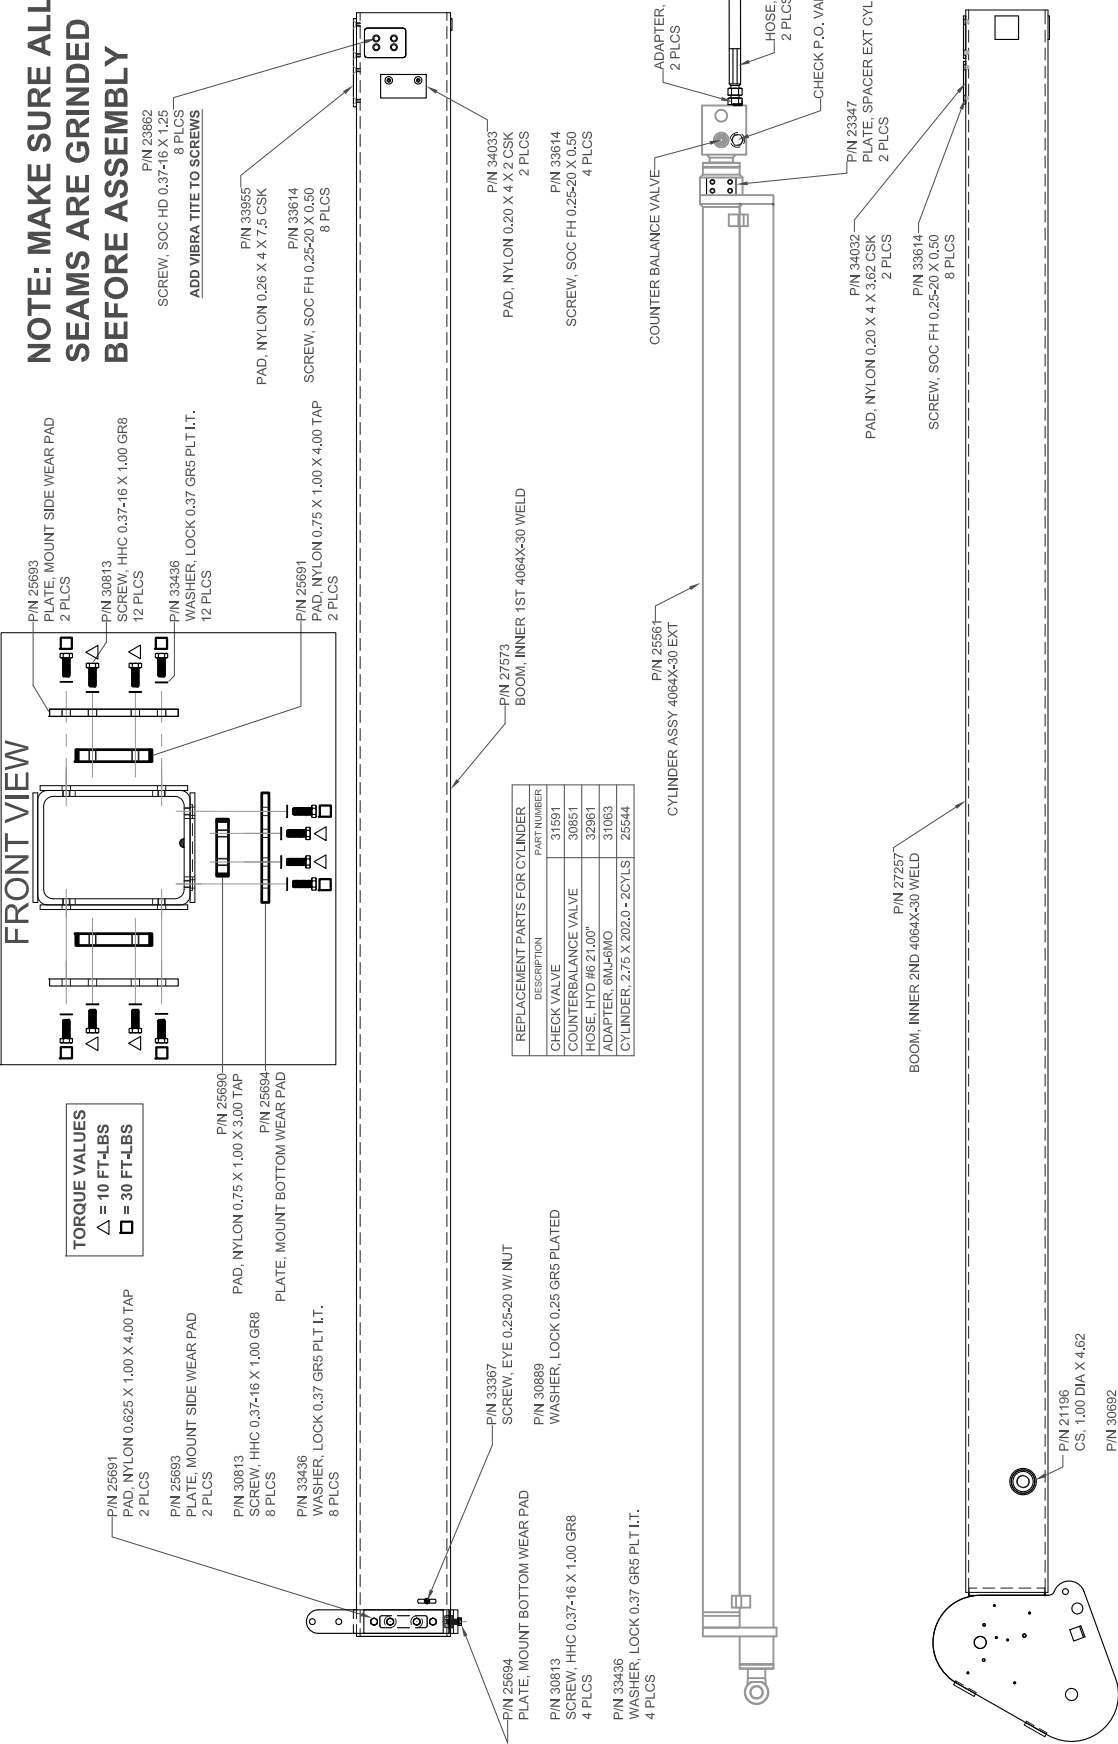 NOTE: MAKE SURE ALL
SEAMS ARE GRINDED
BEFORE ASSEMBLY
P/N 23862
SCREW, SOC HD 0.37-16 X 1.25
8 PLCS
ADD VIBRA TITE TO SCREWS
P/N 33955
PAD, NYLON 0.26 X 4 X 7.5 CSK
P/N 33614
SCREW, SOC FH 0.25-20 X 0.50
8 PLCS
P/N 34033
PAD, NYLON 0.20 X 4 X 2 CSK
2 PLCS
P/N 33614
SCREW, SOC FH 0.25-20 X 0.50
4 PLCS
FRONT VIEW
P/N 25693
PLATE, MOUNT SIDE WEAR PAD
2 PLCS
P/N 30813
SCREW, HHC 0.37-16 X 1.00 GR8
12 PLCS
P/N 33436
WASHER, LOCK 0.37 GR5 PLT I.T.
12 PLCS
P/N 25691
PAD, NYLON 0.75 X 1.00 X 4.00 TAP
2 PLCS
P/N 25690
PAD, NYLON 0.75 X 1.00 X 3.00 TAP
P/N 25694
PLATE, MOUNT BOTTOM WEAR PAD
TORQUE VALUES
△ = 10 FT-LBS
□ = 30 FT-LBS
P/N 25691
PAD, NYLON 0.625 X 1.00 X 4.00 TAP
2 PLCS
P/N 25693
PLATE, MOUNT SIDE WEAR PAD
2 PLCS
P/N 30813
SCREW, HHC 0.37-16 X 1.00 GR8
8 PLCS
P/N 33436
WASHER, LOCK 0.37 GR5 PLT I.T.
8 PLCS
P/N 33367
SCREW, EYE 0.25-20 W/ NUT
P/N 30889
WASHER, LOCK 0.25 GR5 PLATED
P/N 25694
PLATE, MOUNT BOTTOM WEAR PAD
P/N 30813
SCREW, HHC 0.37-16 X 1.00 GR8
4 PLCS
P/N 33436
WASHER, LOCK 0.37 GR5 PLT I.T.
4 PLCS
P/N 27573
BOOM, INNER 1ST 4064X-30 WELD
REPLACEMENT PARTS FOR CYLINDER
DESCRIPTION PART NUMBER
CHECK VALVE 31591
COUNTERBALANCE VALVE 30851
HOSE, HYD #6 21.00" 32961
ADAPTER, 6MJ-6MO 31063
CYLINDER, 2.75 X 202.0 - 2CYLS 25544
P/N 25561
CYLINDER ASSY 4064X-30 EXT
COUNTER BALANCE VALVE
ADAPTER,
2 PLCS
HOSE,
2 PLCS
CHECK P.O. VAL
P/N 23347
PLATE, SPACER EXT CYL
2 PLCS
P/N 34032
PAD, NYLON 0.20 X 4 X 3.62 CSK
2 PLCS
P/N 33614
SCREW, SOC FH 0.25-20 X 0.50
8 PLCS
P/N 27257
BOOM, INNER 2ND 4064X-30 WELD
P/N 21196
CS, 1.00 DIA X 4.62
P/N 30692